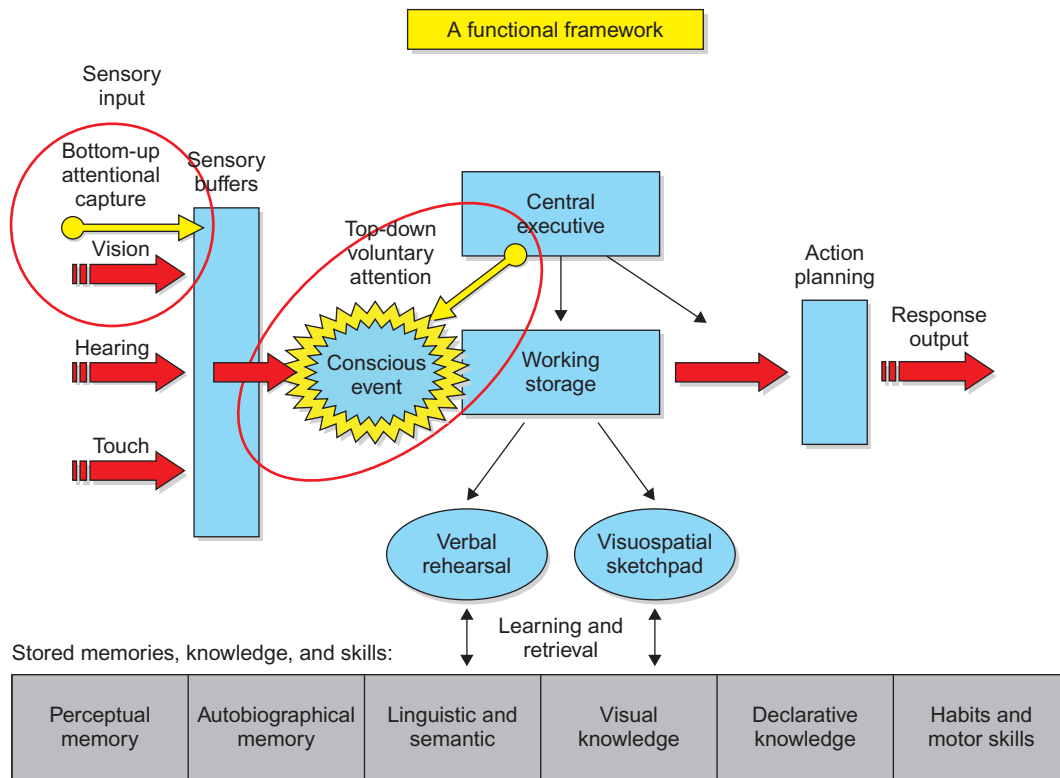 A functional framework
Sensory
input
Bottom-up
attentional
capture
Sensory
buffers
Vision
Hearing
Touch
Top-down
voluntary
attention
Central
executive
Conscious
event
Working
storage
Action
planning
Response
output
Verbal
rehearsal
Visuospatial
sketchpad
Learning and
retrieval
Stored memories, knowledge, and skills:
Perceptual
memory
Autobiographical
memory
Linguistic and
semantic
Visual
knowledge
Declarative
knowledge
Habits and
motor skills